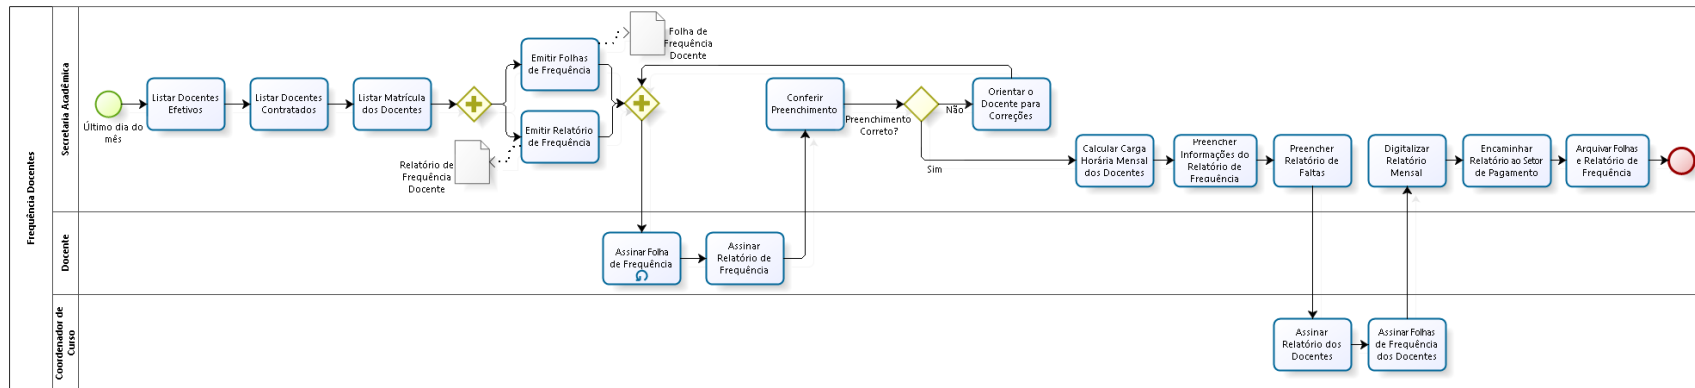 Frequência Docentes
Secretaria Acadêmica
Último dia do
mês
Listar Docentes
Efetivos
Listar Docentes
Contratados
Listar Matrícula
dos Docentes
Emitir Folhas
de Frequência
Folha de
Frequência
Docente
Emitir Relatório
de Frequência
Relatório de
Frequência
Docente
Conferir
Preenchimento
Preenchimento
Correto?
Não
Sim
Orientar o
Docente para
Correções
Calcular Carga
Horária Mensal
dos Docentes
Preencher
Informações do
Relatório de
Frequência
Preencher
Relatório de
Faltas
Digitalizar
Relatório
Mensal
Encaminhar
Relatório ao Setor
de Pagamento
Arquivar Folhas
e Relatório de
Frequência
Docente
Assinar Folha
de Frequência
Assinar
Relatório de
Frequência
Coordenador de
Curso
Assinar
Relatório dos
Docentes
Assinar Folhas
de Frequência
dos Docentes